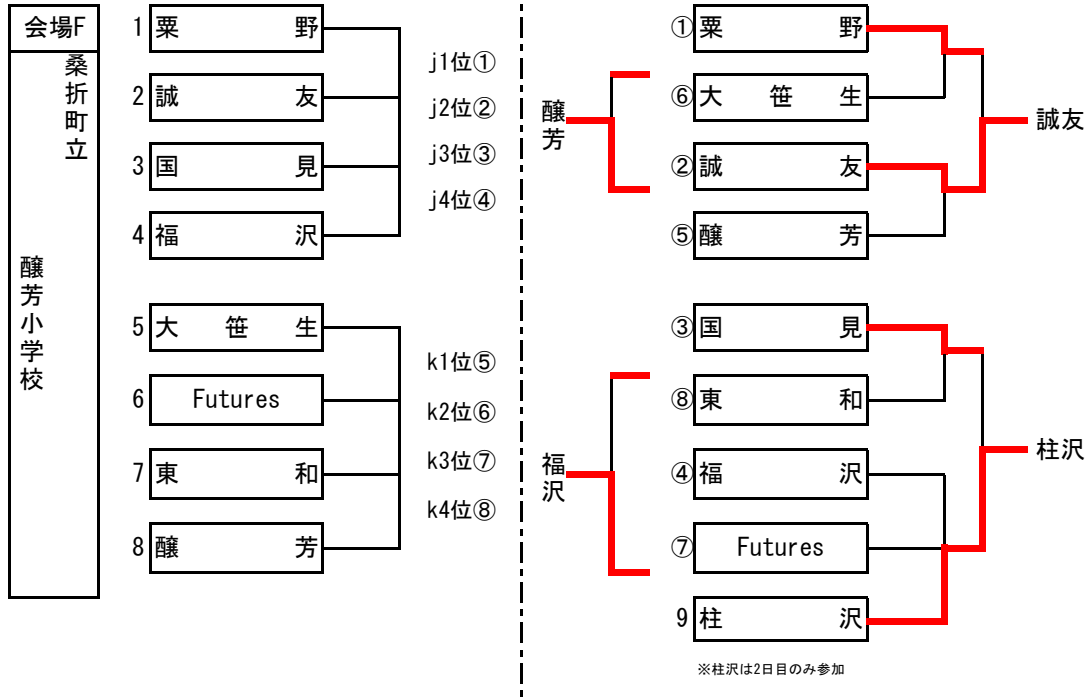 会場F
桑折町立
醸芳小学校
1 粟野
2 誠友
3 国見
4 福沢
j1位①
j2位②
j3位③
j4位④
5 大笹生
6 Futures
7 東和
8 醸芳
k1位⑤
k2位⑥
k3位⑦
k4位⑧
醸芳
①粟野
⑥大笹生
②誠友
⑤醸芳
誠友
福沢
③国見
⑧東和
④福沢
⑦Futures
9 柱沢
柱沢
※柱沢は2日目のみ参加